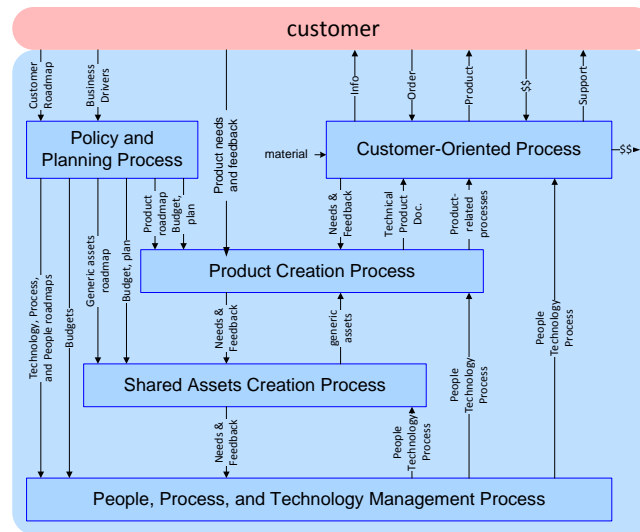 customer
Customer
Roadmap
Business
Drivers
Product needs
and feedback
Info
Order
Product
$$
Support
Policy and
Planning Process
material
Customer-Oriented Process
$$
Product
roadmap
Budget,
plan
Needs &
Feedback
Technical
Product
Doc.
Product-
related
processes
Generic assets
roadmap
Budget, plan
Product Creation Process
Technology, Process,
and People roadmaps
Budgets
Needs &
Feedback
generic
assets
People
Technology
Process
People
Technology
Process
Shared Assets Creation Process
Needs &
Feedback
People
Technology
Process
People, Process, and Technology Management Process